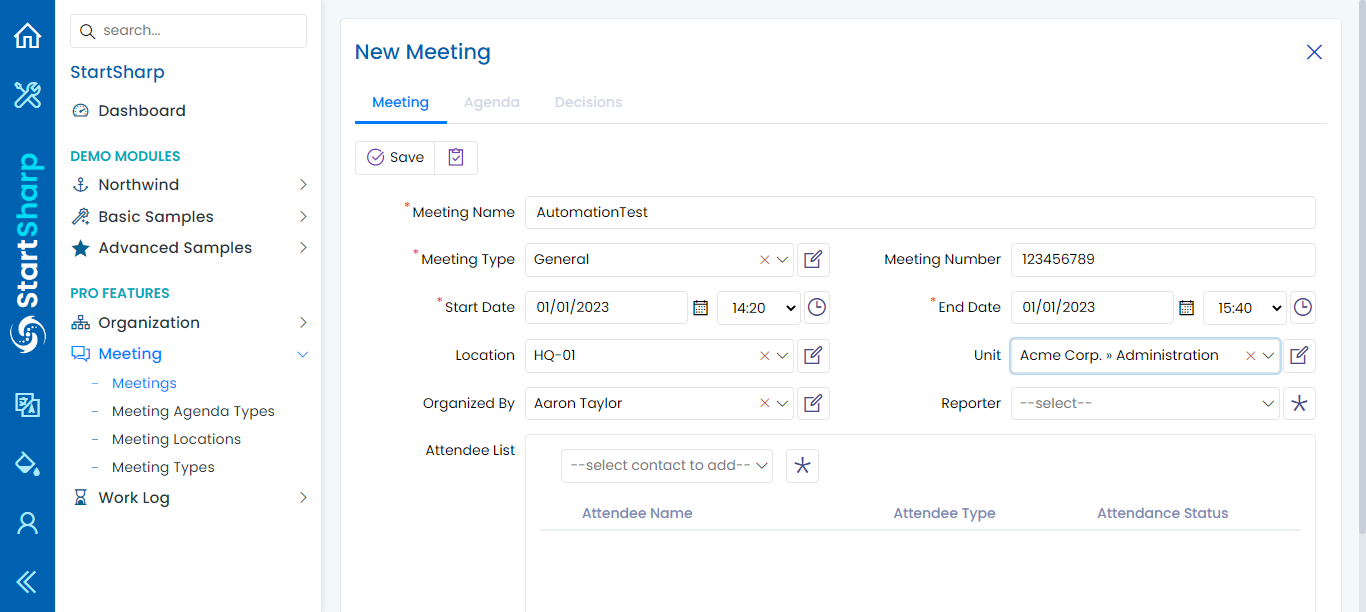 StartSharp
search...
StartSharp
Dashboard
DEMO MODULES
Northwind
Basic Samples
Advanced Samples
PRO FEATURES
Organization
Meeting
Meetings
Meeting Agenda Types
Meeting Locations
Meeting Types
Work Log
New Meeting
Meeting Agenda Decisions
Save
*Meeting Name AutomationTest
*Meeting Type General Meeting Number 123456789
*Start Date 01/01/2023 14:20 *End Date 01/01/2023 15:40
Location HQ-01 Unit Acme Corp. » Administration
Organized By Aaron Taylor Reporter --select--
Attendee List --select contact to add--
Attendee Name Attendee Type Attendance Status